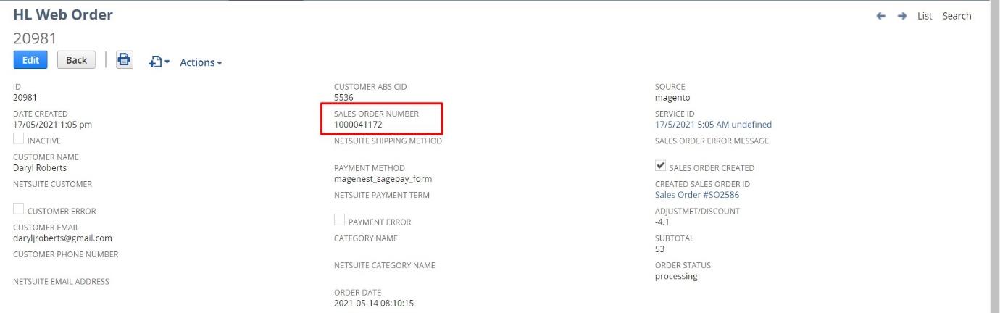 HL Web Order
List Search
20981
Edit Back Actions
ID
20981
DATE CREATED
17/05/2021 1:05 pm
INACTIVE
CUSTOMER NAME
Daryl Roberts
NETSUITE CUSTOMER
CUSTOMER ERROR
CUSTOMER EMAIL
daryljroberts@gmail.com
CUSTOMER PHONE NUMBER
NETSUITE EMAIL ADDRESS
CUSTOMER ABS CID
5536
SALES ORDER NUMBER
1000041172
NETSUITE SHIPPING METHOD
PAYMENT METHOD
magenest_sagepay_form
NETSUITE PAYMENT TERM
PAYMENT ERROR
CATEGORY NAME
NETSUITE CATEGORY NAME
ORDER DATE
2021-05-14 08:10:15
SOURCE
magento
SERVICE ID
17/5/2021 5:05 AM undefined
SALES ORDER ERROR MESSAGE
SALES ORDER CREATED
CREATED SALES ORDER ID
Sales Order #SO2586
ADJUSTMET/DISCOUNT
-4.1
SUBTOTAL
53
ORDER STATUS
processing